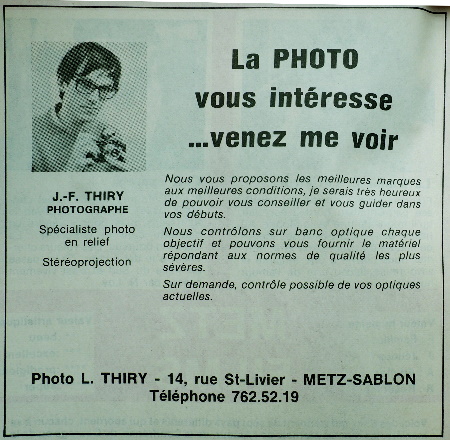 La PHOTO
vous intéresse
...venez me voir
J.-F. THIRY
PHOTOGRAPHE
Spécialiste photo
en relief
Stéréoprojection
Nous vous proposons les meilleures marques
aux meilleures conditions, je serais très heureux
de pouvoir vous conseiller et vous guider dans
vos débuts.
Nous contrôlons sur banc optique chaque
objectif et pouvons vous fournir le matériel
répondant aux normes de qualité les plus
sévères.
Sur demande, contrôle possible de vos optiques
actuelles.
Photo L. THIRY - 14, rue St-Livier - METZ-SABLON
Téléphone 762.52.19